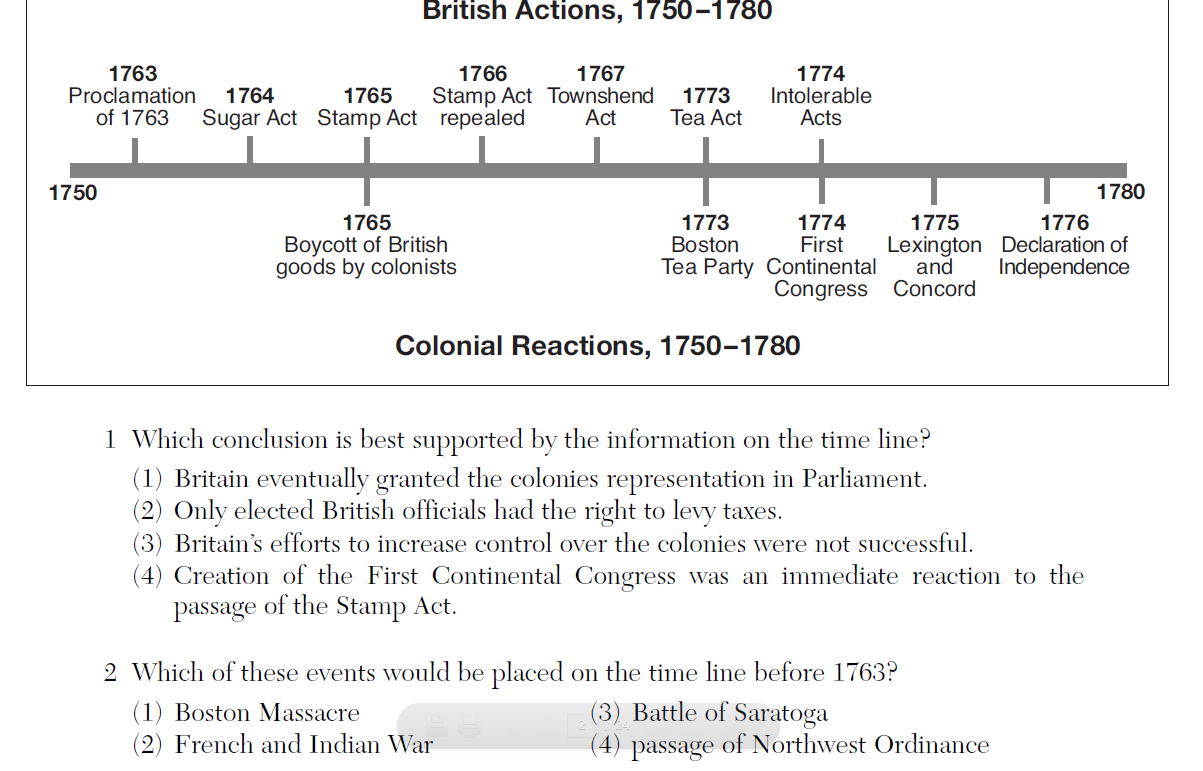 British Actions, 1750–1780
1763
Proclamation
of 1763
1764
Sugar Act
1765
Stamp Act
1766
Stamp Act
repealed
1767
Townshend
Act
1773
Tea Act
1774
Intolerable
Acts
1750
1780
1765
Boycott of British
goods by colonists
1773
Boston
Tea Party
1774
First
Continental
Congress
1775
Lexington
and
Concord
1776
Declaration of
Independence
Colonial Reactions, 1750–1780
1 Which conclusion is best supported by the information on the time line?
(1) Britain eventually granted the colonies representation in Parliament.
(2) Only elected British officials had the right to levy taxes.
(3) Britain’s efforts to increase control over the colonies were not successful.
(4) Creation of the First Continental Congress was an immediate reaction to the
passage of the Stamp Act.
2 Which of these events would be placed on the time line before 1763?
(1) Boston Massacre
(2) French and Indian War
(3) Battle of Saratoga
(4) passage of Northwest Ordinance